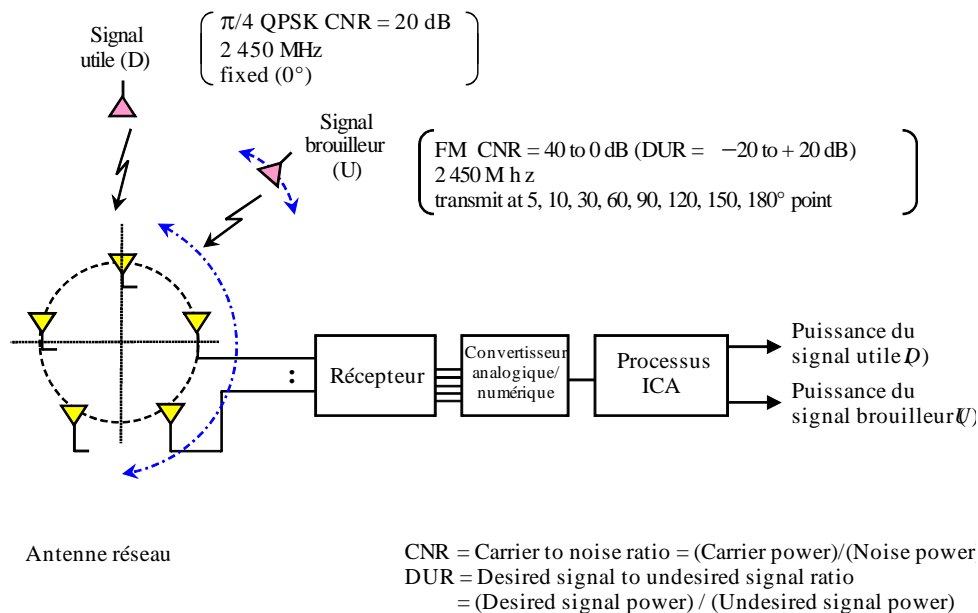 Signal
utile (D)
π/4 QPSK CNR = 20 dB
2 450 MHz
fixed (0°)
Signal
brouilleur
(U)
FM CNR = 40 to 0 dB (DUR = −20 to + 20 dB)
2 450 M h z
transmit at 5, 10, 30, 60, 90, 120, 150, 180° point
:
Récepteur
Convertisseur
analogique/
numérique
Processus
ICA
Puissance du
signal utile (D)
Puissance du
signal brouilleur (U)
Antenne réseau
CNR = Carrier to noise ratio = (Carrier power)/(Noise power
DUR = Desired signal to undesired signal ratio
= (Desired signal power) / (Undesired signal power)